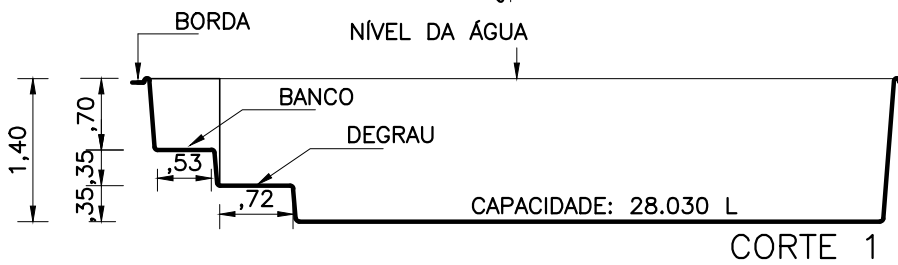 BORDA
NÍVEL DA ÁGUA
BANCO
DEGRAU
1,40
,70
,35
,35
,53
,72
CAPACIDADE: 28.030 L
CORTE 1